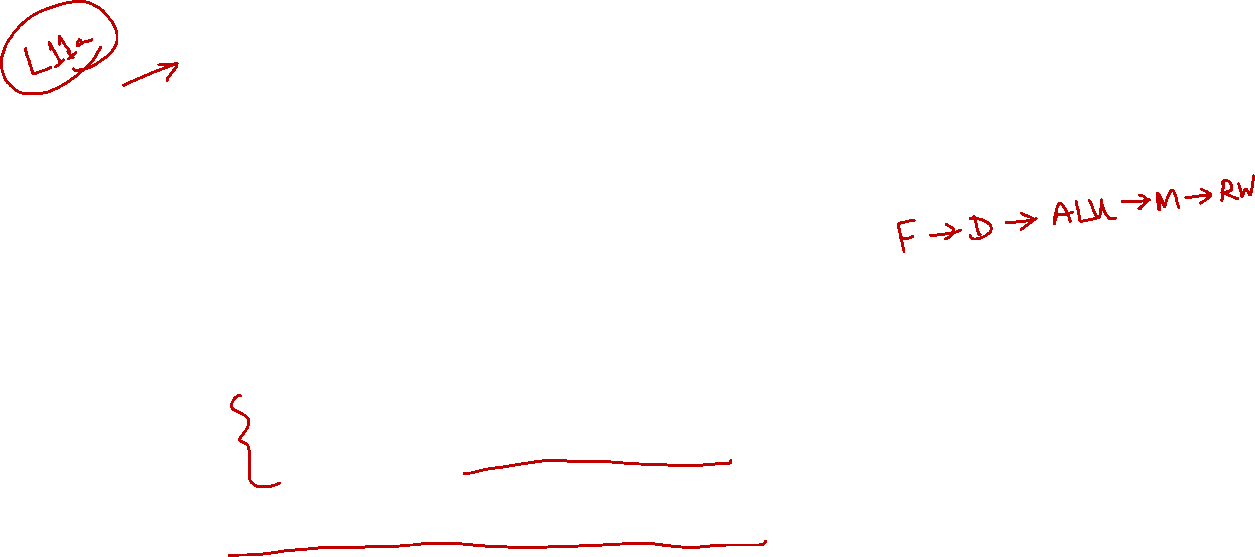 L11a
F → D → ALU → M → RW